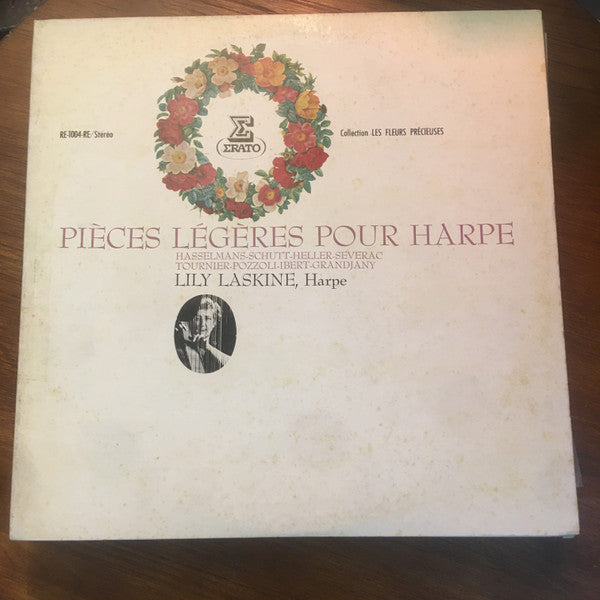 RE-1004-RE/Stéréo
Σ
ΣRATO
Collection LES FLEURS PRÉCIEUSES
PIÈCES LÉGÈRES POUR HARPE
HASSELMANS-SCHUTT-HELLER-SÉVERAC
TOURNIER-POZZOLI-IBERT-GRANDJANY
LILY LASKINE, Harpe